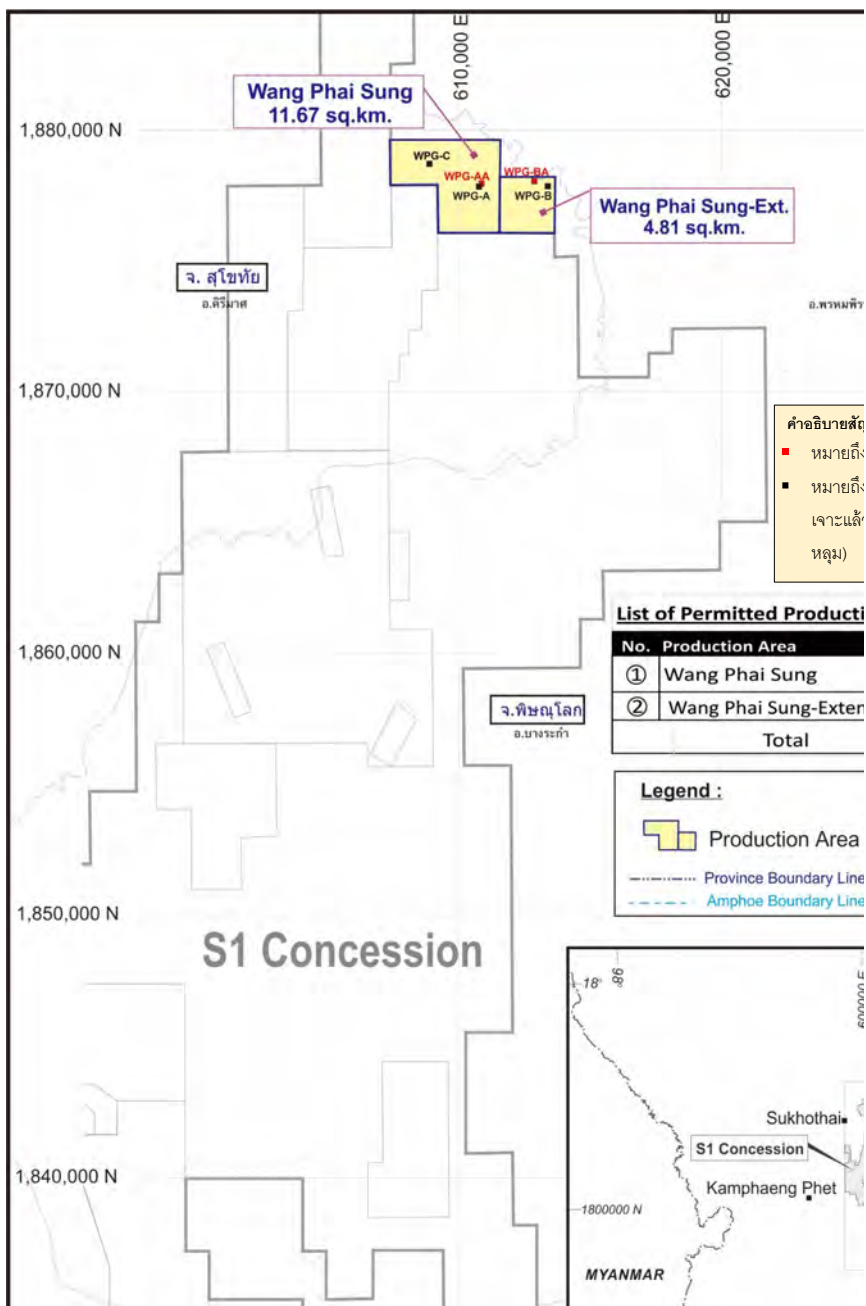 610,000 E
620,000 E
Wang Phai Sung
11.67 sq.km.
1,880,000 N
WPG-C
WPG-AA
WPG-A
WPG-BA
WPG-B
Wang Phai Sung-Ext.
4.81 sq.km.
จ. สุโขทัย
อ.คีรีมาศ
อ.พรหมพิรา
1,870,000 N
คำอธิบายสัญ
หมายถึง
หมายถึง
เจาะแล้ว
หลุม)
List of Permitted Producti
No. Production Area
① Wang Phai Sung
② Wang Phai Sung-Exten
Total
1,860,000 N
จ.พิษณุโลก
อ.บางระกำ
Legend :
Production Area
Province Boundary Line
Amphoe Boundary Line
1,850,000 N
S1 Concession
18°
98°
600000 E
Sukhothai
S1 Concession
Kamphaeng Phet
1,840,000 N
1800000 N
MYANMAR